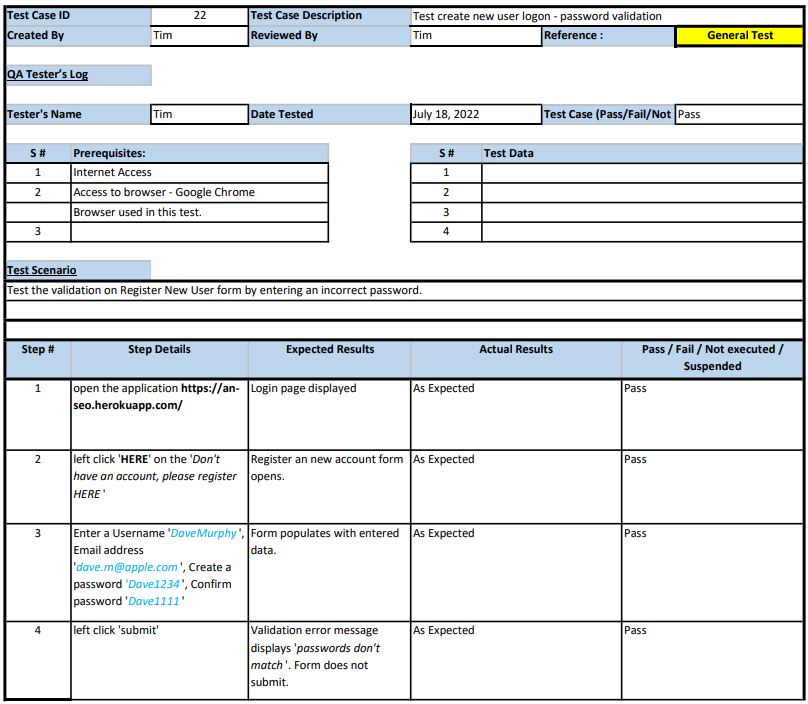 Test Case ID 22 Test Case Description Test create new user logon - password validation
Created By Tim Reviewed By Tim Reference : General Test
QA Tester's Log
Tester's Name Tim Date Tested July 18, 2022 Test Case (Pass/Fail/Not Pass
S # Prerequisites: S # Test Data
1 Internet Access 1
2 Access to browser - Google Chrome 2
Browser used in this test. 3
3 4
Test Scenario
Test the validation on Register New User form by entering an incorrect password.
Step # Step Details Expected Results Actual Results Pass / Fail / Not executed /
Suspended
1 open the application https://an- Login page displayed As Expected Pass
seo.herokuapp.com/
2 left click 'HERE' on the 'Don't Register an new account form As Expected Pass
have an account, please register opens.
HERE '
3 Enter a Username 'DaveMurphy ', Form populates with entered As Expected Pass
Email address data.
'dave.m@apple.com ', Create a
password 'Dave1234 ', Confirm
password 'Dave1111 '
4 left click 'submit' Validation error message As Expected Pass
displays 'passwords don't
match '. Form does not
submit.